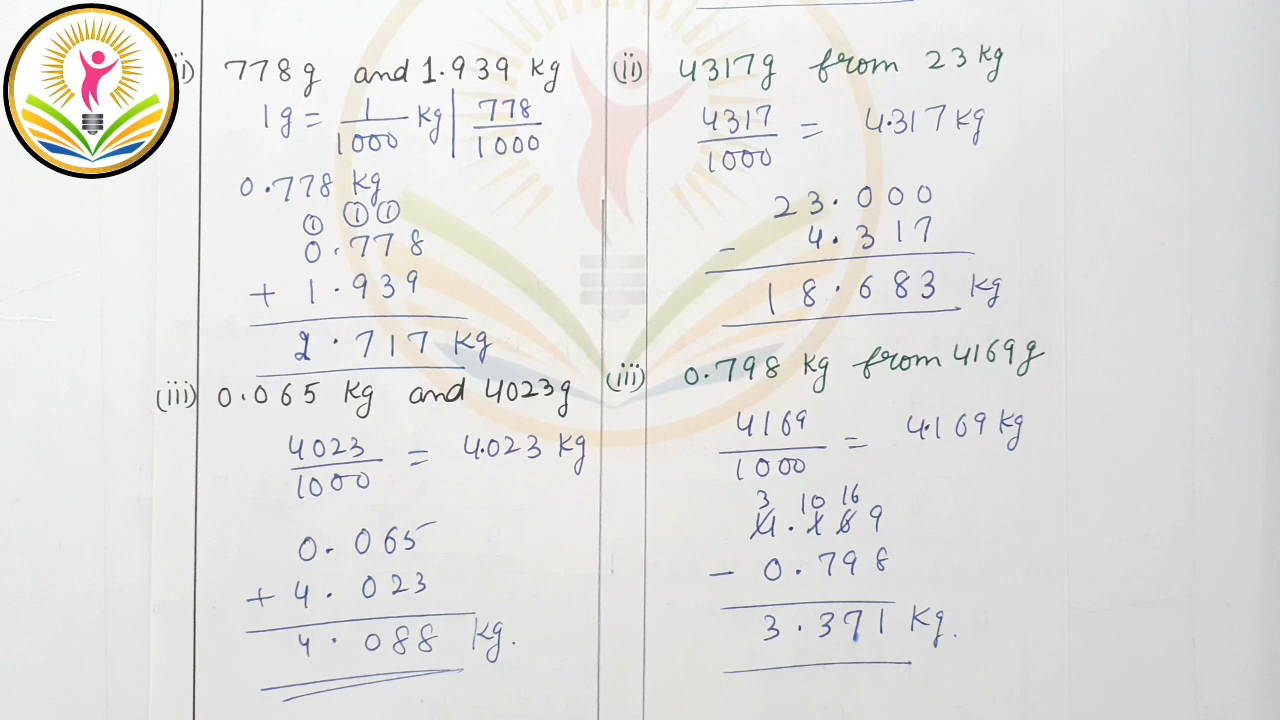 ii) 778g and 1.939 kg
1g = 1/1000 kg | 778/1000
0.778 kg
① ① ①
0.778
+ 1.939
2.717 kg
(iii) 0.065 kg and 4023g
4023/1000 = 4.023 kg
0.065
+ 4.023
4.088 kg.
(ii) 4317g from 23 kg
4317/1000 = 4.317 kg
23.000
- 4.317
18.683 kg
(iii) 0.798 kg from 4169g
4169/1000 = 4.169 kg
3 10 16
4.169
- 0.798
3.371 kg.